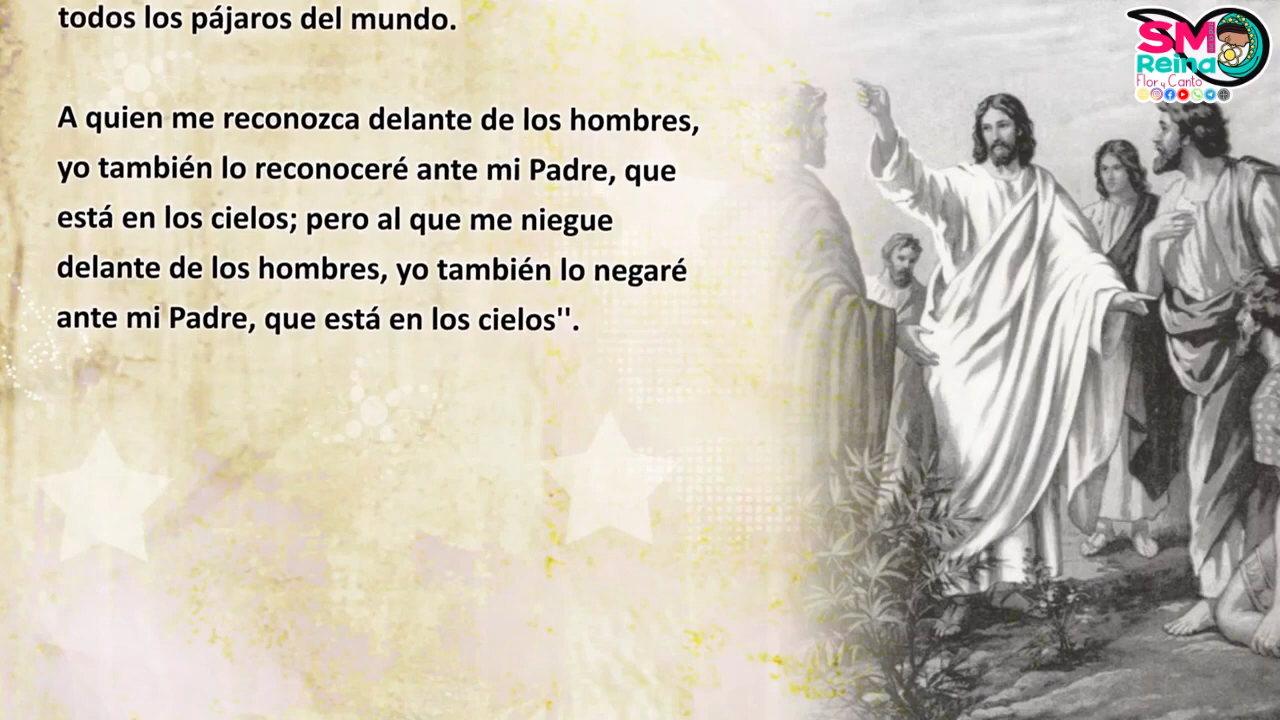 todos los pájaros del mundo.
A quien me reconozca delante de los hombres,
yo también lo reconoceré ante mi Padre, que
está en los cielos; pero al que me niegue
delante de los hombres, yo también lo negaré
ante mi Padre, que está en los cielos".
SM
Reina
Flor y Canto